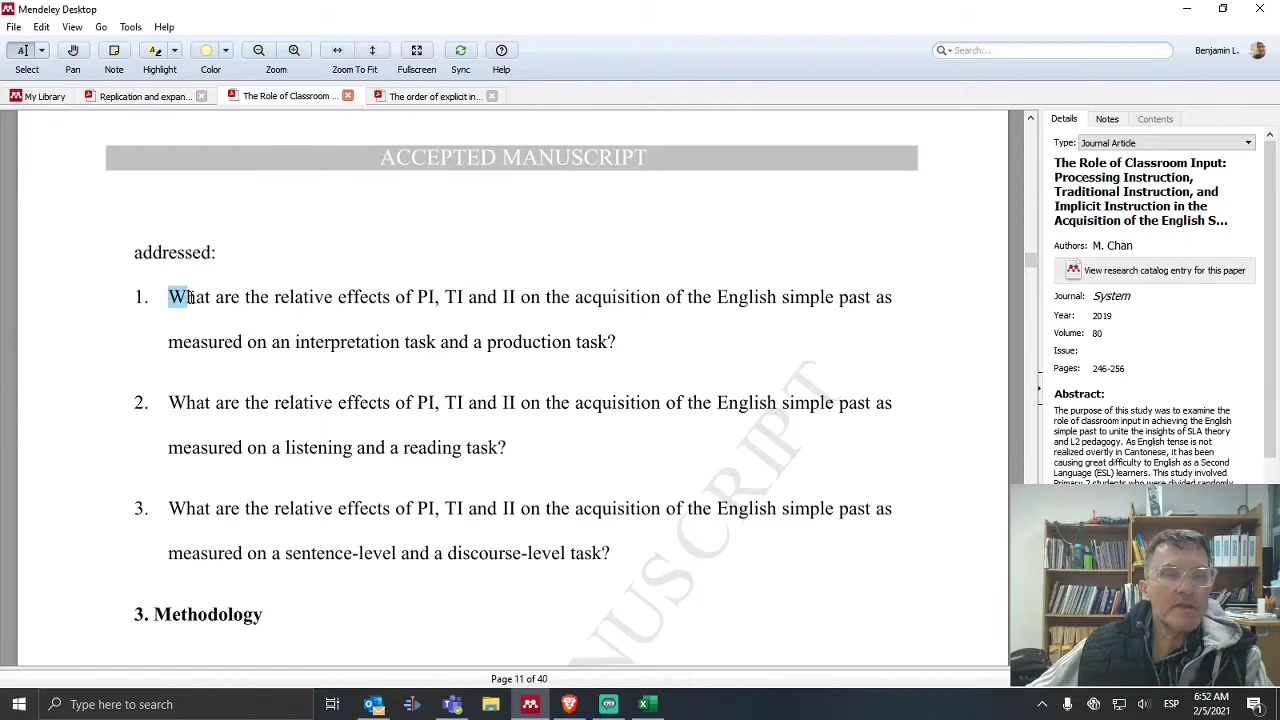 Mendeley Desktop
File Edit View Go Tools Help
Search...
Benjamin L.
Select Pan Note Highlight Color Zoom Zoom To Fit Fullscreen Sync Help
My Library Replication and expan... The Role of Classroom ... The order of explicit in...
ACCEPTED MANUSCRIPT
addressed:
1. What are the relative effects of PI, TI and II on the acquisition of the English simple past as
measured on an interpretation task and a production task?
2. What are the relative effects of PI, TI and II on the acquisition of the English simple past as
measured on a listening and a reading task?
3. What are the relative effects of PI, TI and II on the acquisition of the English simple past as
measured on a sentence-level and a discourse-level task?
3. Methodology
NUSCRIPT
Page 11 of 40
Details Notes Contents
Type: Journal Article
The Role of Classroom Input:
Processing Instruction,
Traditional Instruction, and
Implicit Instruction in the
Acquisition of the English S...
Authors: M. Chan
View research catalog entry for this paper
Journal: System
Year: 2019
Volume: 80
Issue:
Pages: 246-256
Abstract:
The purpose of this study was to examine the
role of classroom input in achieving the English
simple past to unite the insights of SLA theory
and L2 pedagogy. As English tense is not
realized overtly in Cantonese, it has been
causing great difficulty to English as a Second
Language (ESL) learners. This study involved
Primary 2 students who were divided randomly
Type here to search
ESP
6:52 AM
2/5/2021